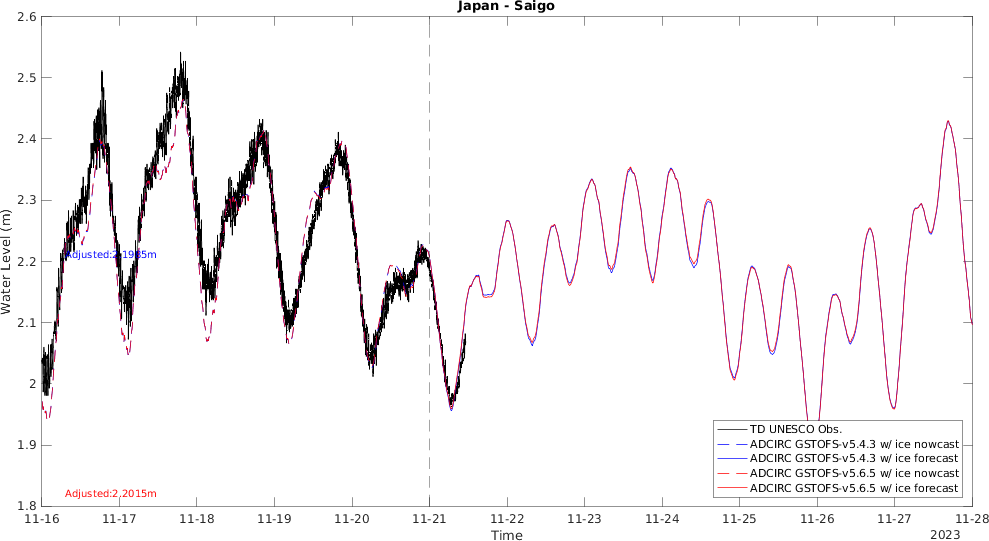 Japan - Saigo
2.6
2.5
2.4
2.3
2.2
2.1
2
1.9
1.8
Water Level (m)
Adjusted:2.1985m
Adjusted:2.2015m
TD UNESCO Obs.
ADCIRC GSTOFS-v5.4.3 w/ ice nowcast
ADCIRC GSTOFS-v5.4.3 w/ ice forecast
ADCIRC GSTOFS-v5.6.5 w/ ice nowcast
ADCIRC GSTOFS-v5.6.5 w/ ice forecast
11-16 11-17 11-18 11-19 11-20 11-21 11-22 11-23 11-24 11-25 11-26 11-27 11-28
Time
2023